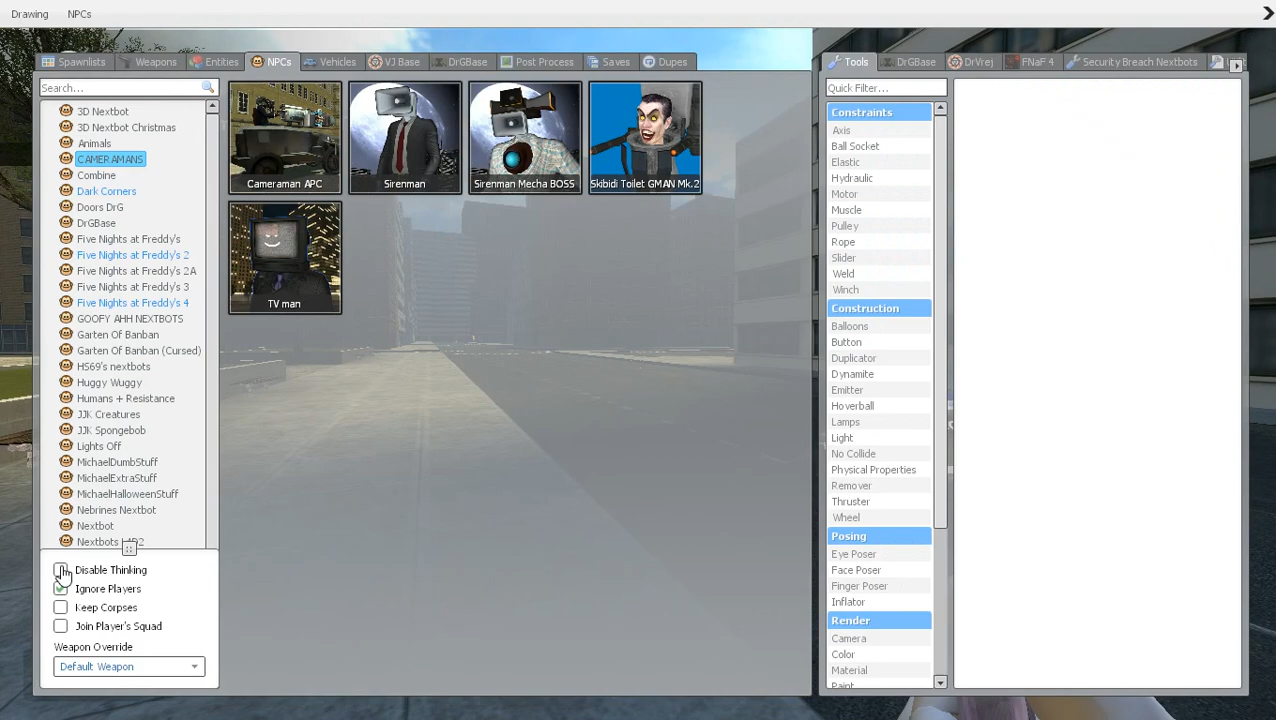 Drawing NPCs
Spawnlists Weapons Entities NPCs Vehicles VJ Base DrGBase Post Process Saves Dupes
Tools DrGBase DrVrej FNaF 4 Security Breach Nextbots
Search...
3D Nextbot
3D Nextbot Christmas
Animals
CAMERAMANS
Combine
Dark Corners
Doors DrG
DrGBase
Five Nights at Freddy's
Five Nights at Freddy's 2
Five Nights at Freddy's 2A
Five Nights at Freddy's 3
Five Nights at Freddy's 4
GOOFY AHH NEXTBOTS
Garten Of Banban
Garten Of Banban (Cursed)
HS69's nextbots
Huggy Wuggy
Humans + Resistance
JJK Creatures
JJK Spongebob
Lights Off
MichaelDumbStuff
MichaelExtraStuff
MichaelHalloweenStuff
Nebrines Nextbot
Nextbot
Nextbots
Disable Thinking
Ignore Players
Keep Corpses
Join Player's Squad
Weapon Override
Default Weapon
Cameraman APC
Sirenman
Sirenman Mecha BOSS
Skibidi Toilet GMAN Mk.2
TV man
Quick Filter...
Constraints
Axis
Ball Socket
Elastic
Hydraulic
Motor
Muscle
Pulley
Rope
Slider
Weld
Winch
Construction
Balloons
Button
Duplicator
Dynamite
Emitter
Hoverball
Lamps
Light
No Collide
Physical Properties
Remover
Thruster
Wheel
Posing
Eye Poser
Face Poser
Finger Poser
Inflator
Render
Camera
Color
Material
Paint